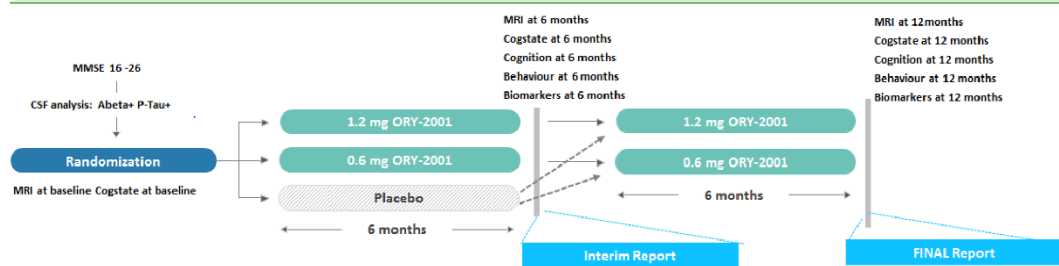 MMSE 16 -26
CSF analysis: Abeta+ P-Tau+
Randomization
MRI at baseline Cogstate at baseline
1.2 mg ORY-2001
0.6 mg ORY-2001
Placebo
6 months
MRI at 6 months
Cogstate at 6 months
Cognition at 6 months
Behaviour at 6 months
Biomarkers at 6 months
Interim Report
1.2 mg ORY-2001
0.6 mg ORY-2001
6 months
MRI at 12months
Cogstate at 12 months
Cognition at 12 months
Behaviour at 12 months
Biomarkers at 12 months
FINAL Report